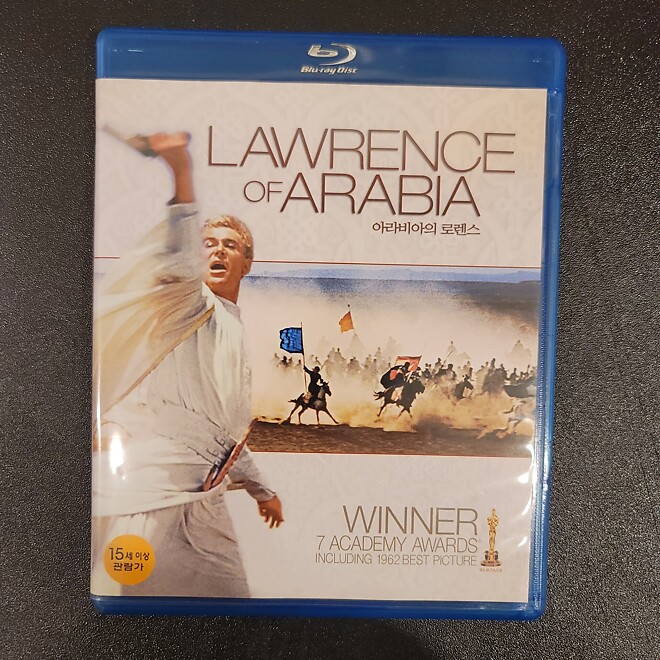 Blu-ray Disc
LAWRENCE
OF ARABIA
아라비아의 로렌스
WINNER
7 ACADEMY AWARDS
INCLUDING 1962 BEST PICTURE
15세 이상
관람가